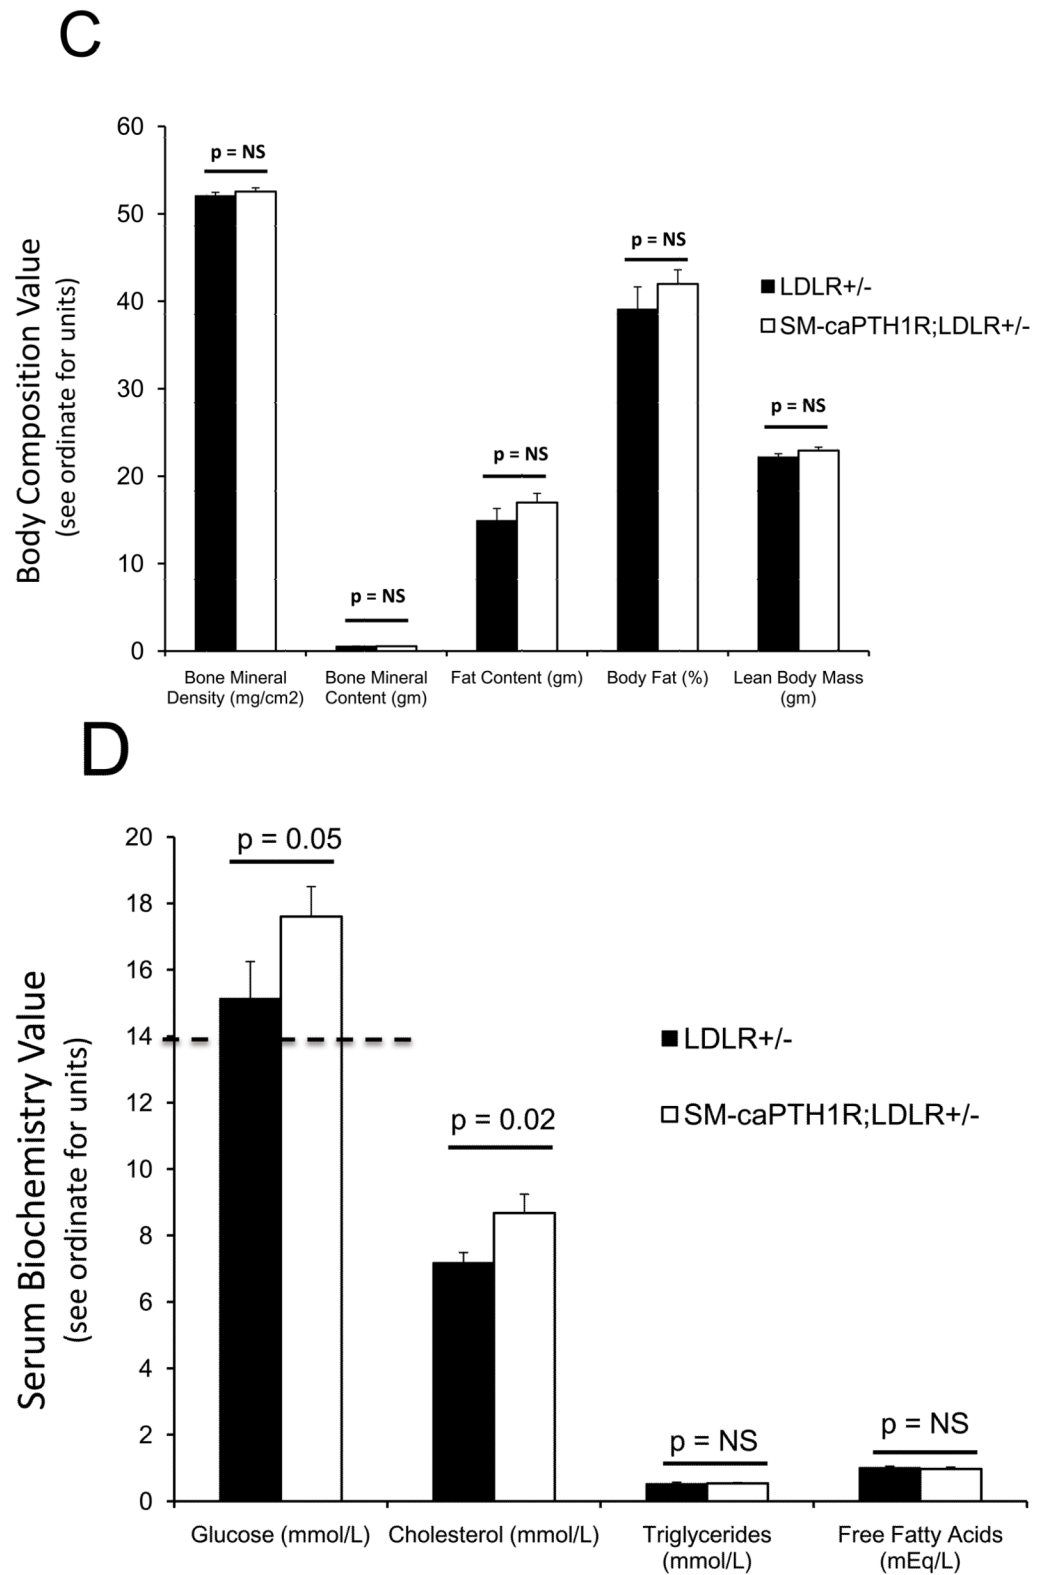 C
60
50
40
30
20
10
0
Body Composition Value
(see ordinate for units)
p = NS
p = NS
p = NS
p = NS
p = NS
LDLR+/-
SM-caPTH1R;LDLR+/-
Bone Mineral
Density (mg/cm2)
Bone Mineral
Content (gm)
Fat Content (gm)
Body Fat (%)
Lean Body Mass
(gm)
D
20
18
16
14
12
10
8
6
4
2
0
Serum Biochemistry Value
(see ordinate for units)
p = 0.05
p = 0.02
p = NS
p = NS
LDLR+/-
SM-caPTH1R;LDLR+/-
Glucose (mmol/L)
Cholesterol (mmol/L)
Triglycerides
(mmol/L)
Free Fatty Acids
(mEq/L)